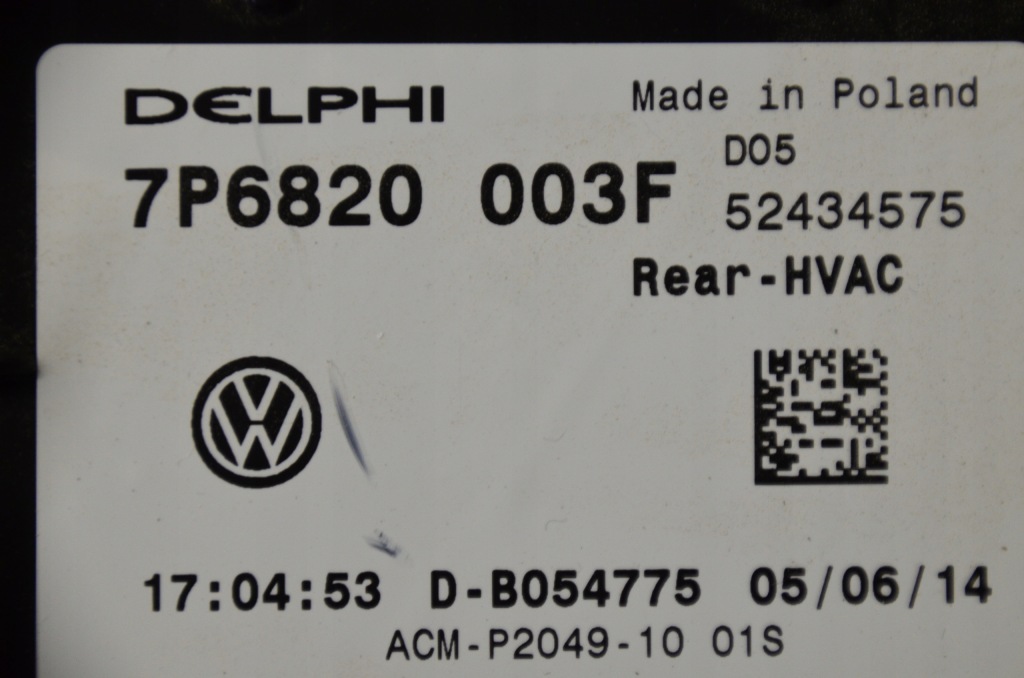 DELPHI
Made in Poland
7P6820 003F
D05
52434575
Rear-HVAC
VW
17:04:53 D-B054775 05/06/14
ACM-P2049-10 01S